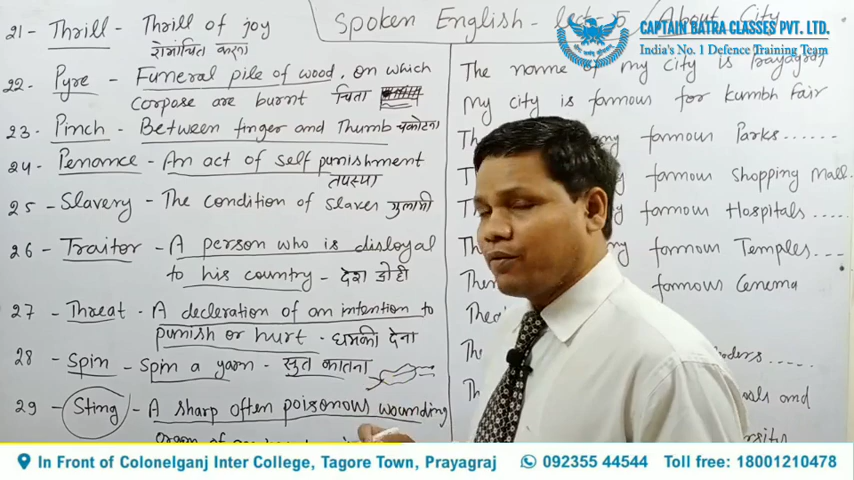 Spoken English - lect - 5
About City
CAPTAIN BATRA CLASSES PVT. LTD.
India's No. 1 Defence Training Team
21 - Thrill - Thrill of joy
रोमांचित करना
22 - Pyre - Funeral pile of wood, on which
corpose are burnt चिता
23 - Pinch - Between finger and Thumb चकोटना
24 - Penance - An act of self punishment
तपस्या
25 - Slavery - The condition of slaves गुलामी
26 - Traitor - A person who is disloyal
to his country - देश द्रोही
27 - Threat - A decleration of an intention to
punish or hurt - धमकी देना
28 - Spin - Spin a yarn - सूत कातना
29 - Sting - A sharp often poisonous wounding
The name of my city is Prayagraj
My city is famous for Kumbh Fair
famous Parks......
famous Shopping Mall..
famous Hospitals....
famous Temples....
famous Cenema
and
In Front of Colonelganj Inter College, Tagore Town, Prayagraj 092355 44544 Toll free: 18001210478